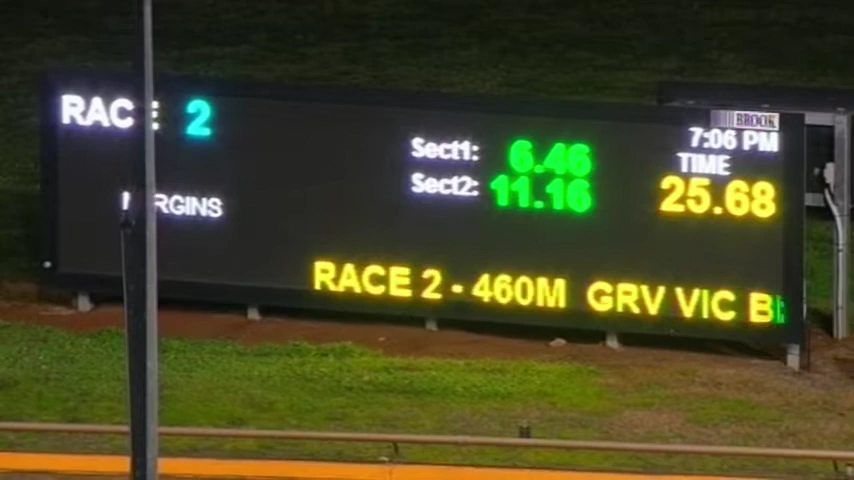 RACE 2
BROOK
7:06 PM
Sect1: 6.46
TIME
Sect2: 11.16
25.68
MARGINS
RACE 2 - 460M GRV VIC B